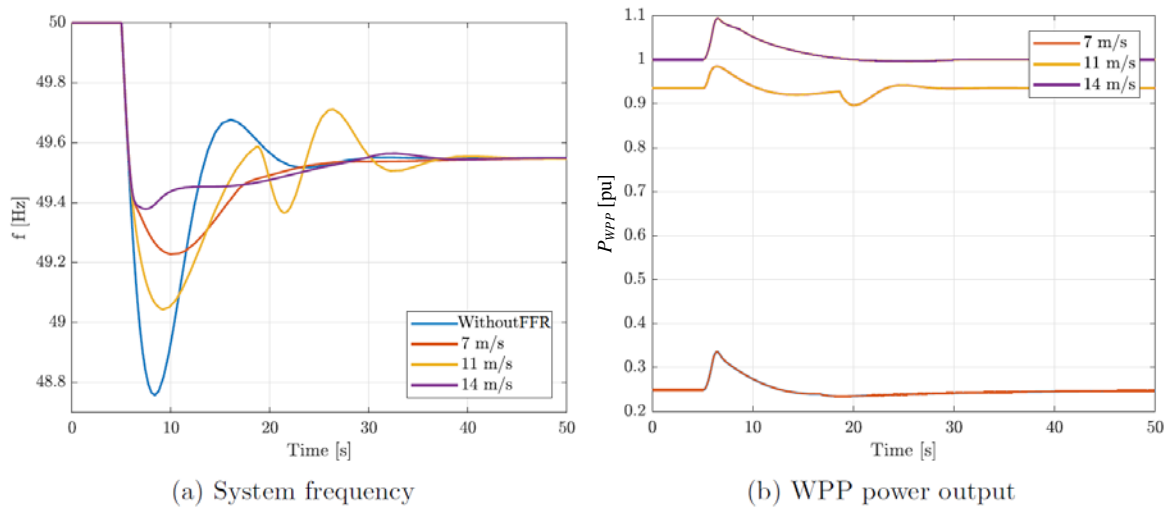 50
49.8
49.6
49.4
49.2
49
48.8
f [Hz]
0 10 20 30 40 50
Time [s]
WithoutFFR
7 m/s
11 m/s
14 m/s
(a) System frequency
1.1
1
0.9
0.8
0.7
0.6
0.5
0.4
0.3
0.2
P_WPP [pu]
0 10 20 30 40 50
Time [s]
7 m/s
11 m/s
14 m/s
(b) WPP power output